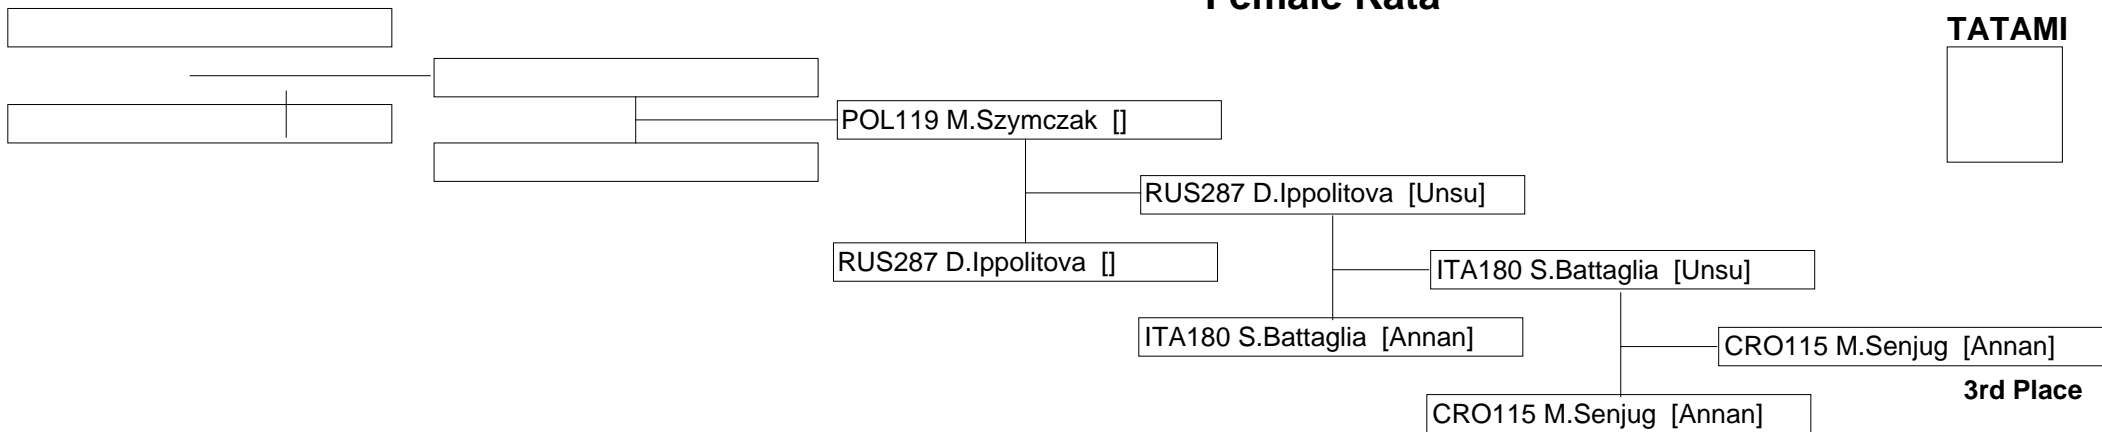 Female Kata
TATAMI
POL119 M.Szymczak []
RUS287 D.Ippolitova [Unsu]
RUS287 D.Ippolitova []
ITA180 S.Battaglia [Unsu]
ITA180 S.Battaglia [Annan]
CRO115 M.Senjug [Annan]
3rd Place
CRO115 M.Senjug [Annan]